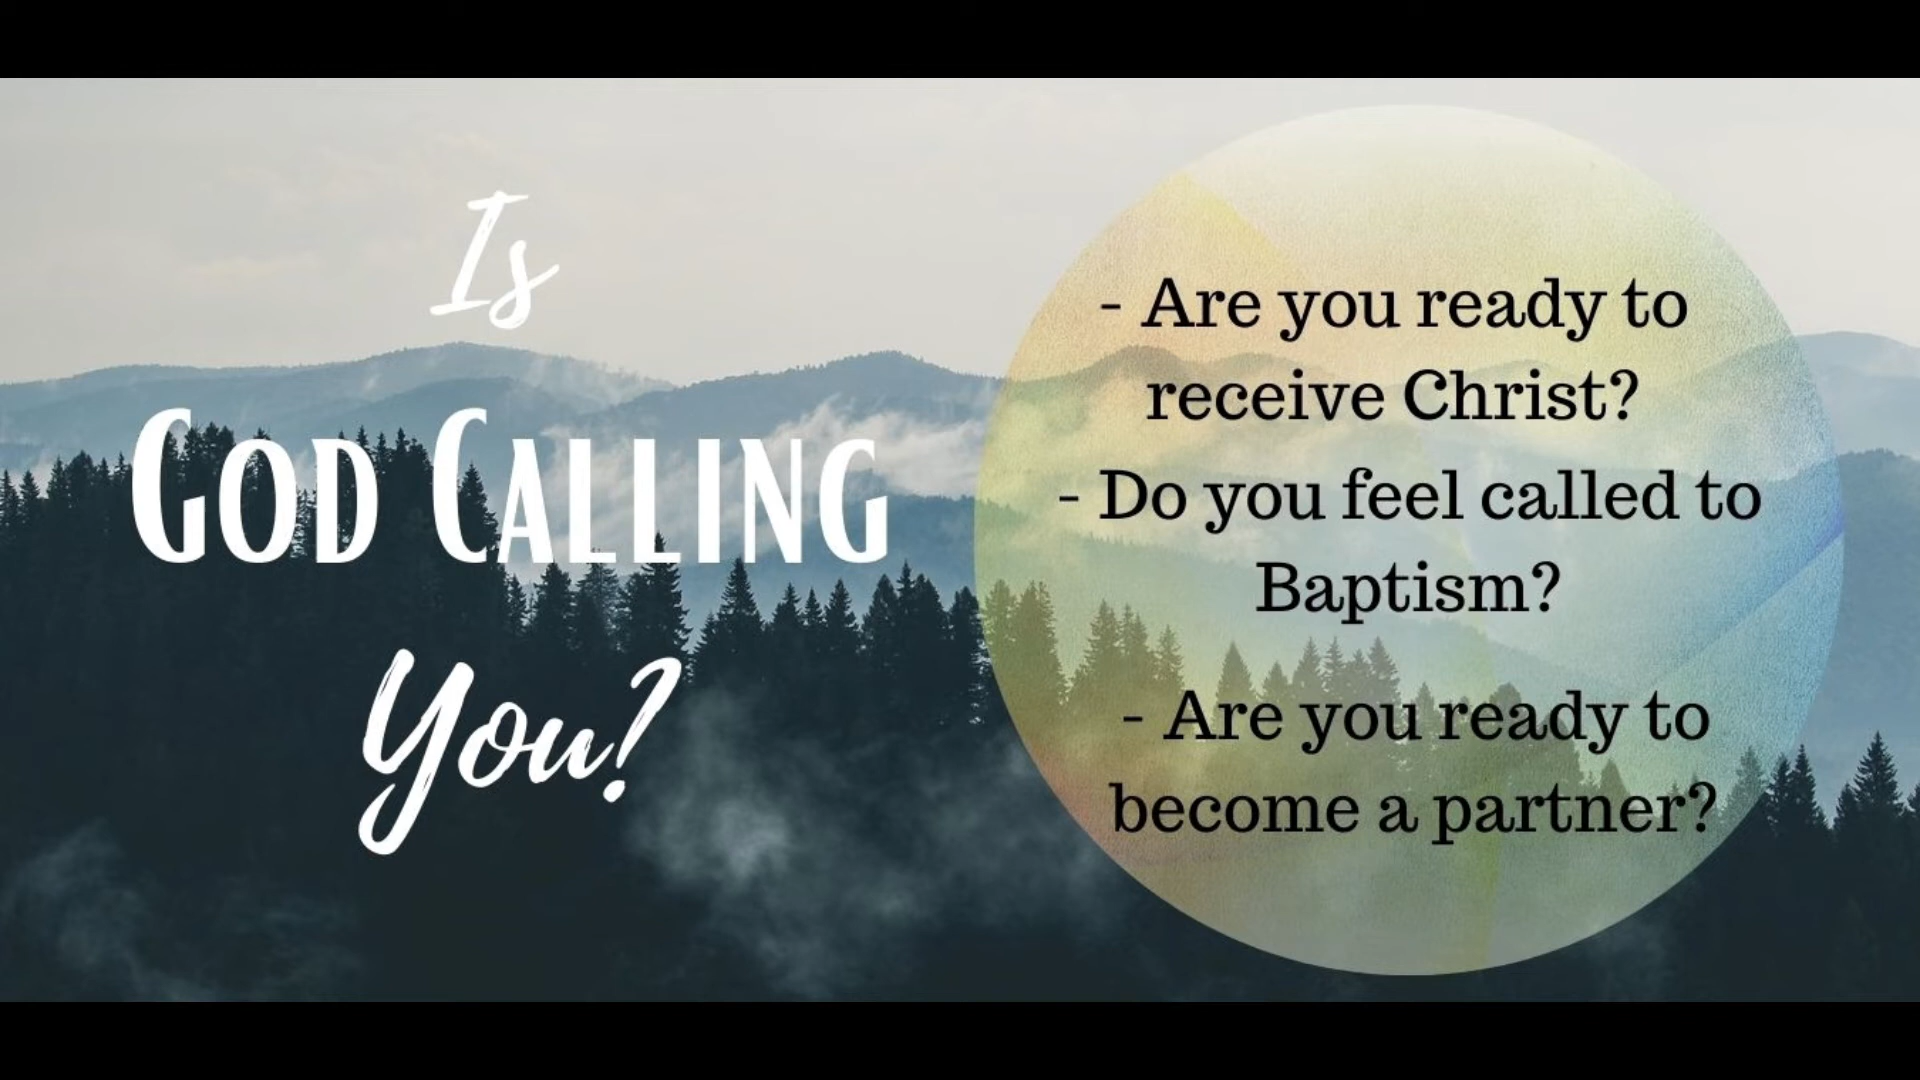 Is
GOD CALLING
You?
- Are you ready to
receive Christ?
- Do you feel called to
Baptism?
- Are you ready to
become a partner?